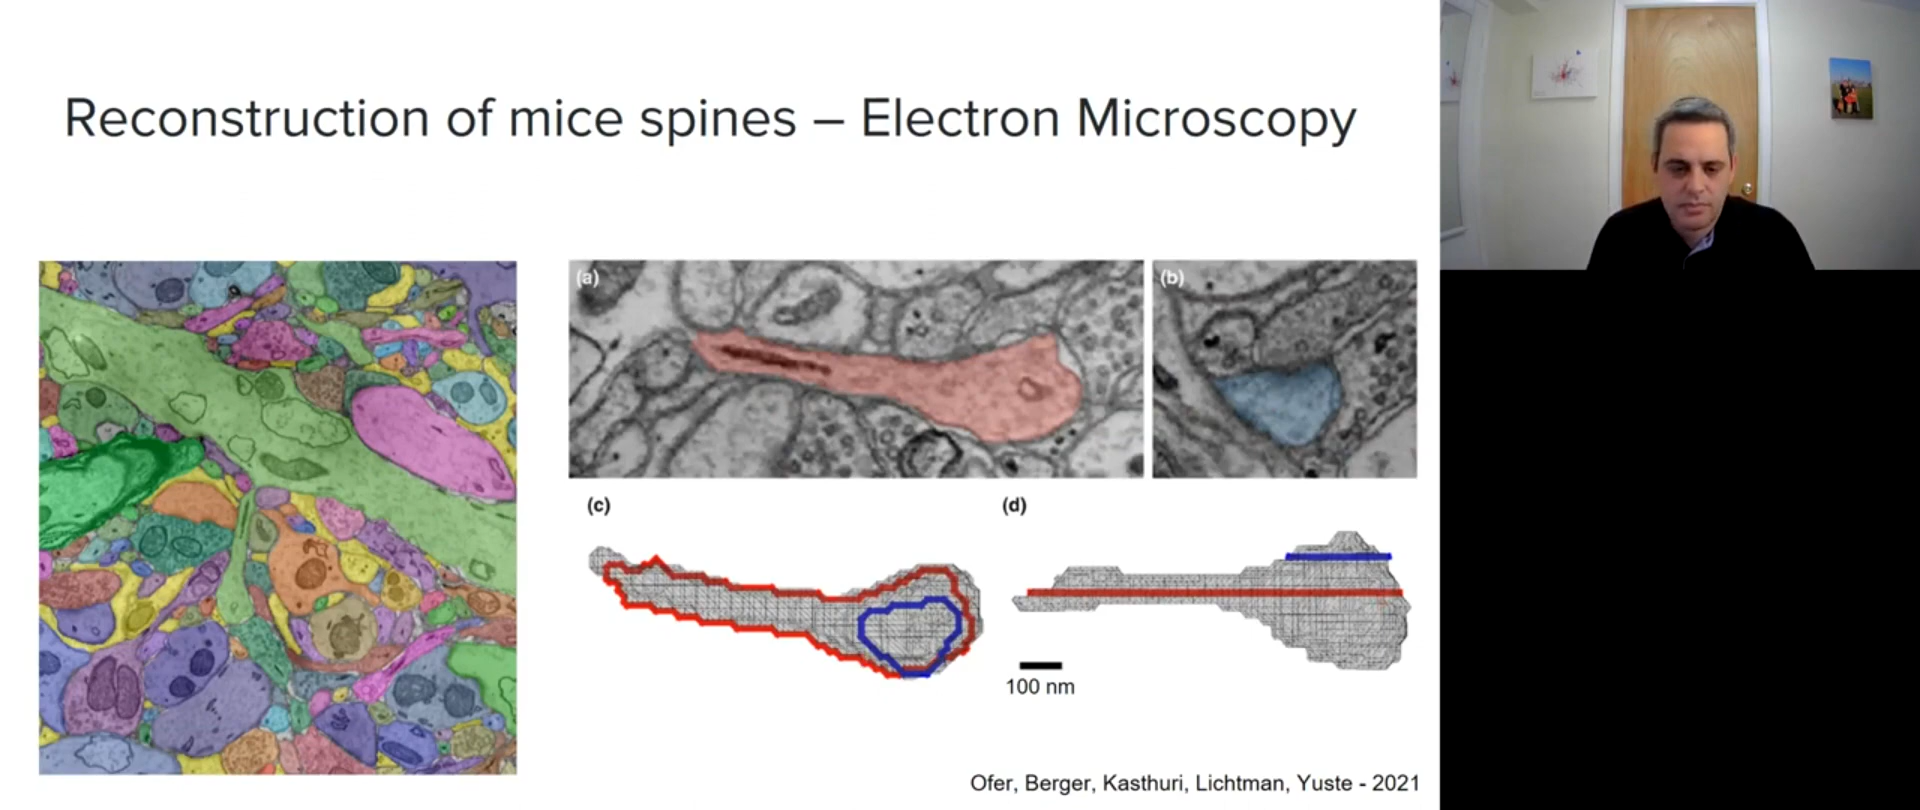 Reconstruction of mice spines – Electron Microscopy
(a)
(b)
(c)
(d)
100 nm
Ofer, Berger, Kasthuri, Lichtman, Yuste - 2021